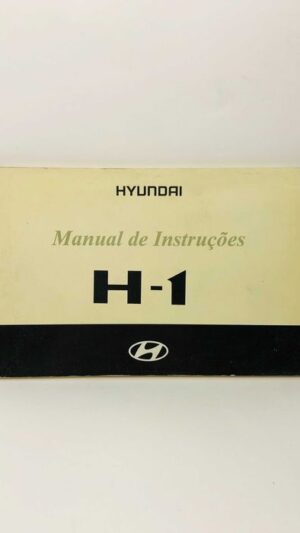 HYUNDAI
Manual de Instruções
H-1